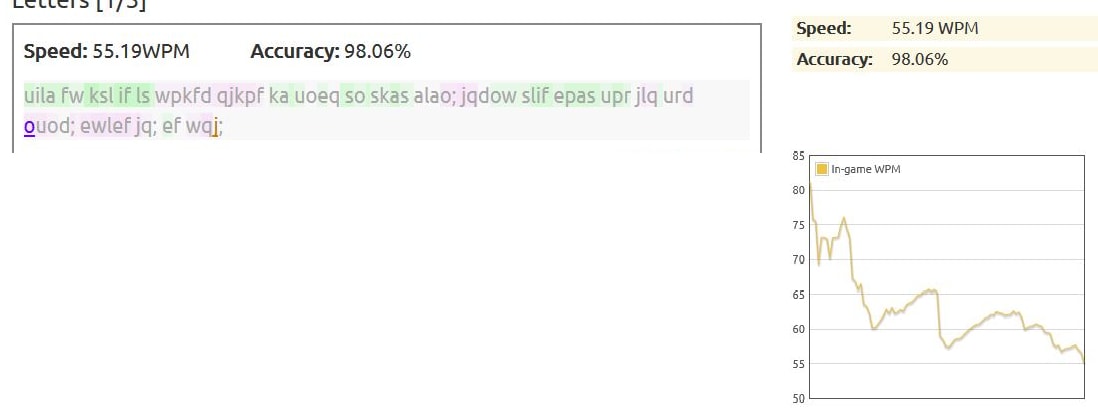 Letters [1/3]
Speed: 55.19WPM Accuracy: 98.06%
uila fw ksl if ls wpkfd qjkpf ka uoeq so skas alao; jqdow slif epas upr jlq urd
ouod; ewlef jq; ef wqj;
Speed: 55.19 WPM
Accuracy: 98.06%
In-game WPM
85
80
75
70
65
60
55
50